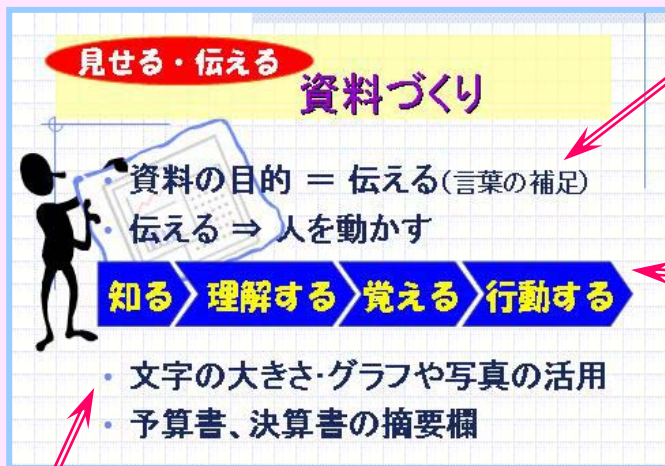 見せる・伝える
資料づくり
・資料の目的 ＝ 伝える(言葉の補足)
・伝える ⇒ 人を動かす
知る 理解する 覚える 行動する
・文字の大きさ・グラフや写真の活用
・予算書、決算書の摘要欄